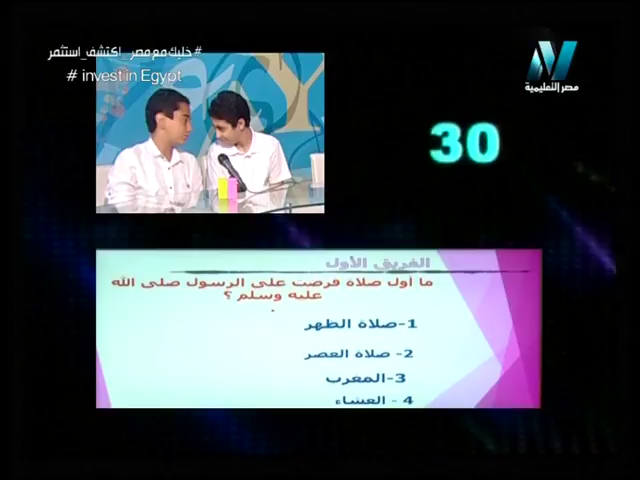 #خليك_مع_مصر_اكتشف_استثمر
# invest in Egypt
مصر التعليمية
30
الفريق الأول
ما أول صلاة فرضت على الرسول صلى الله
عليه وسلم ؟
1-صلاة الظهر
2- صلاة العصر
3-المغرب
4 - العشاء